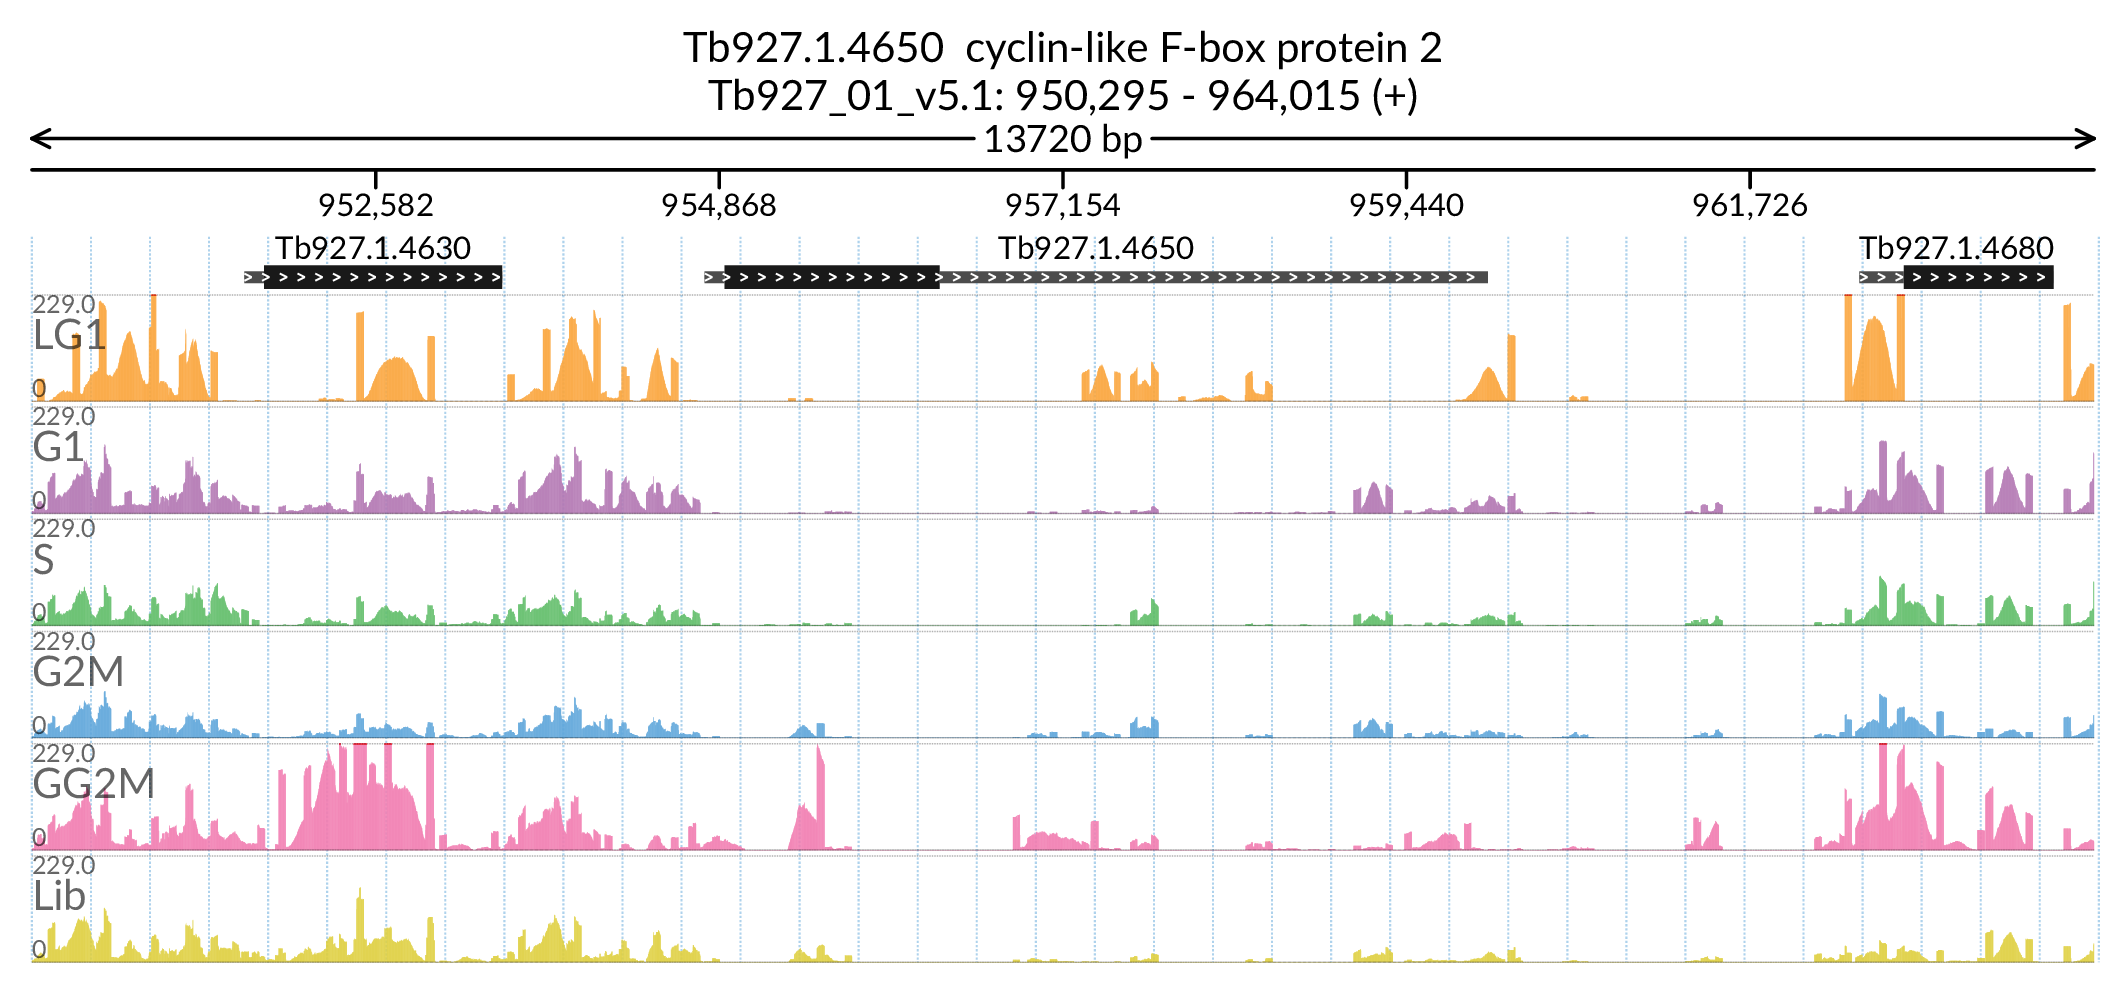 Tb927.1.4650 cyclin-like F-box protein 2
Tb927_01_v5.1: 950,295 - 964,015 (+)
13720 bp
952,582 954,868 957,154 959,440 961,726
Tb927.1.4630 Tb927.1.4650 Tb927.1.4680
229.0
LG1
0
229.0
G1
0
229.0
S
0
229.0
G2M
0
229.0
GG2M
0
229.0
Lib
0